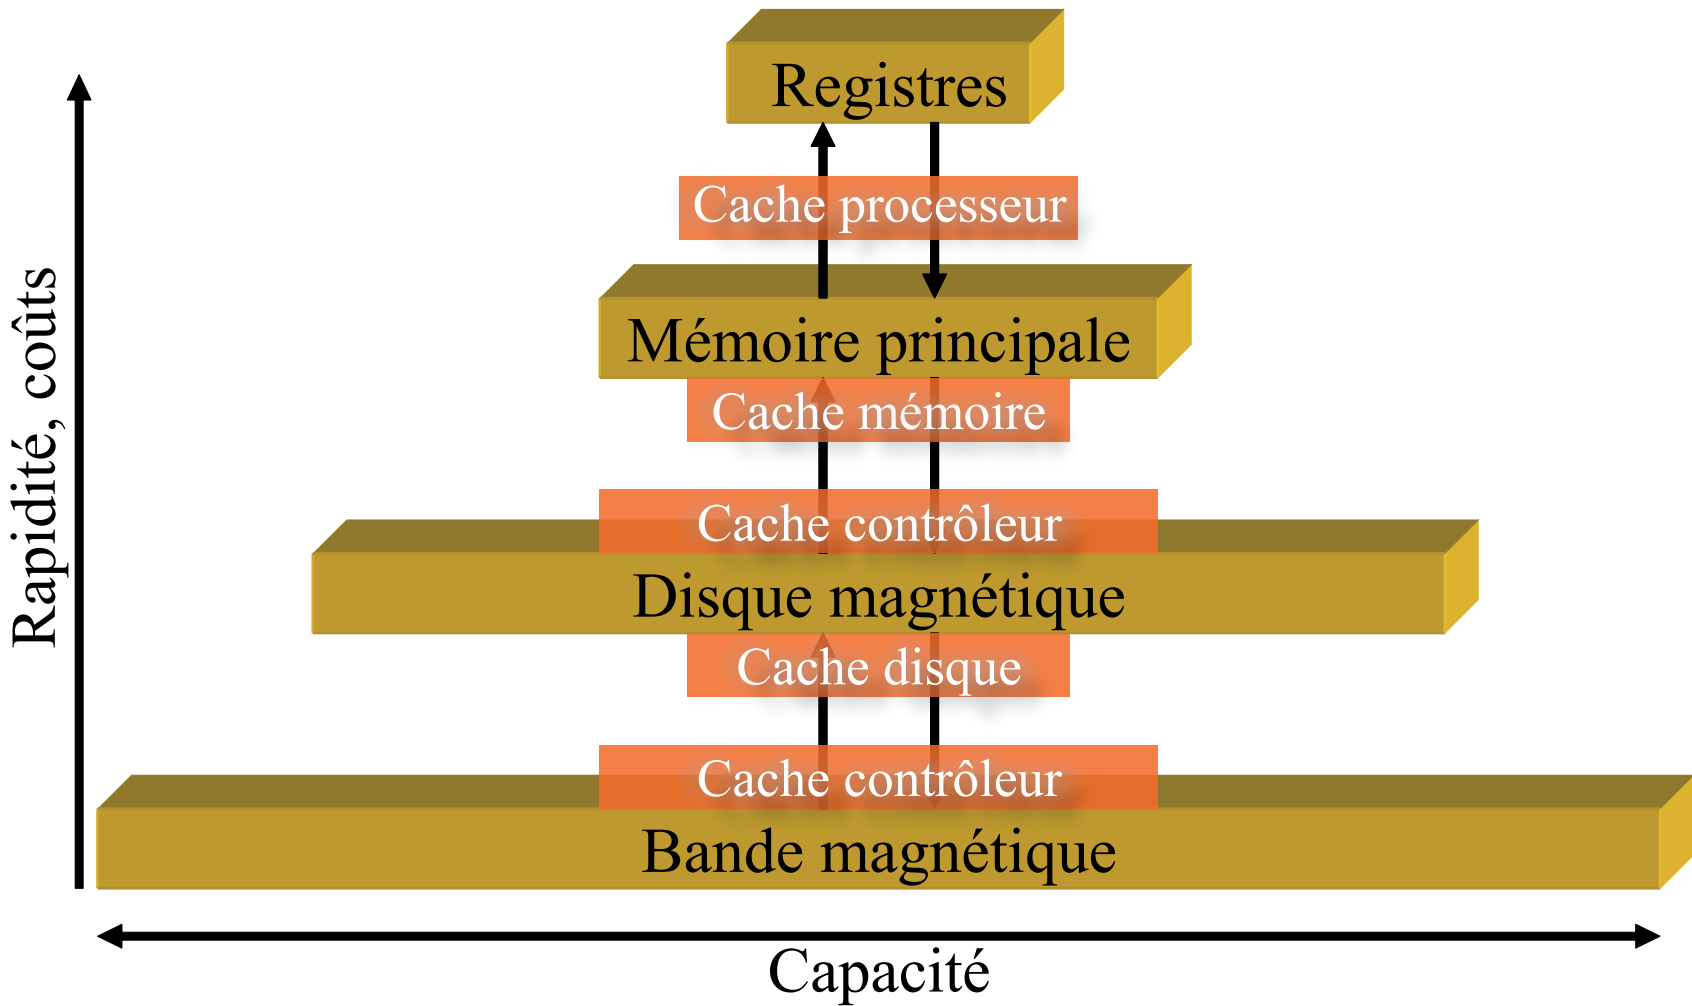 Registres
Cache processeur
Mémoire principale
Cache mémoire
Cache contrôleur
Disque magnétique
Cache disque
Cache contrôleur
Bande magnétique
Rapidité, coûts
Capacité